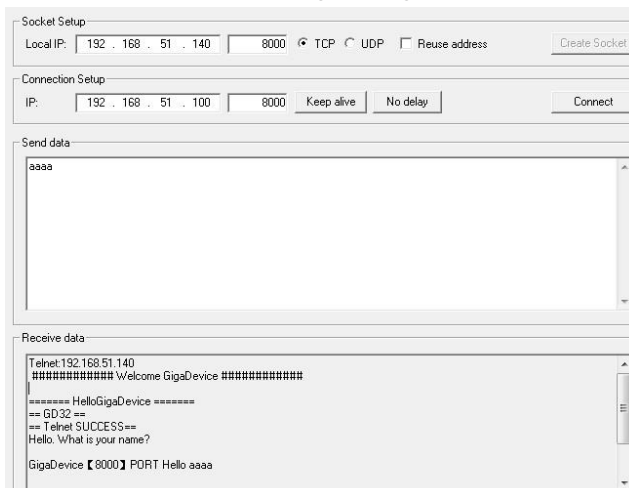 Socket Setup
Local IP: 192 . 168 . 51 . 140 8000 TCP UDP Reuse address Create Socket
Connection Setup
IP: 192 . 168 . 51 . 100 8000 Keep alive No delay Connect
Send data
aaaa
Receive data
Telnet:192.168.51.140
############ Welcome GigaDevice ############
======= HelloGigaDevice =======
== GD32 ==
== Telnet SUCCESS==
Hello. What is your name?
GigaDevice【8000】PORT Hello aaaa